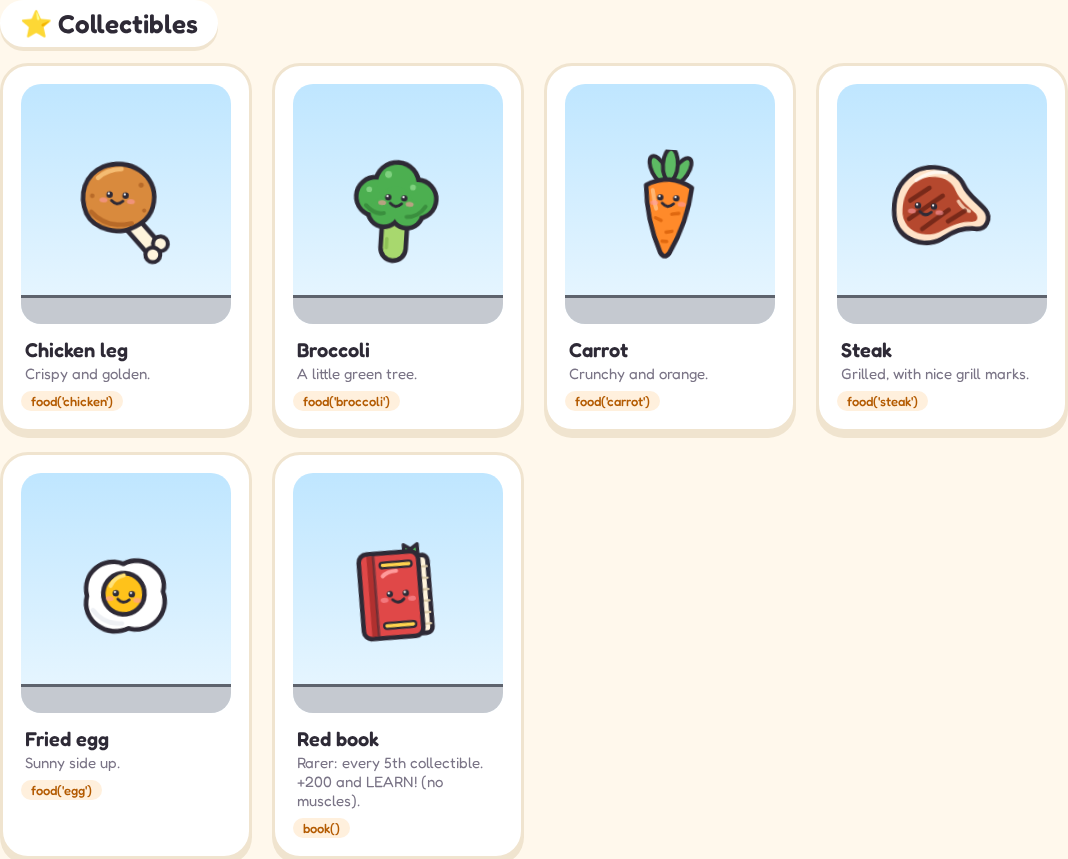 ⭐ Collectibles
Chicken leg
Crispy and golden.
food('chicken')
Broccoli
A little green tree.
food('broccoli')
Carrot
Crunchy and orange.
food('carrot')
Steak
Grilled, with nice grill marks.
food('steak')
Fried egg
Sunny side up.
food('egg')
Red book
Rarer: every 5th collectible.
+200 and LEARN! (no
muscles).
book()